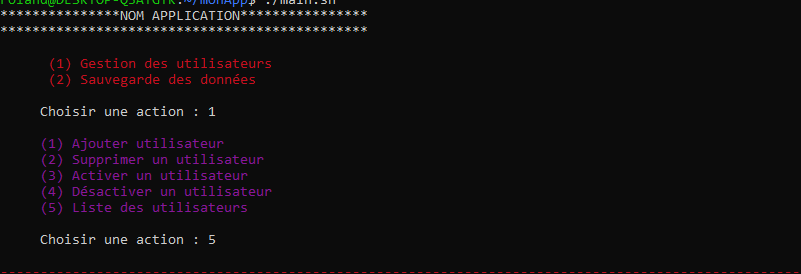 roland@DESKTOP-QSATGTK:~/monApp$ ./main.sh
***************NOM APPLICATION****************
**********************************************
(1) Gestion des utilisateurs
(2) Sauvegarde des données
Choisir une action : 1
(1) Ajouter utilisateur
(2) Supprimer un utilisateur
(3) Activer un utilisateur
(4) Désactiver un utilisateur
(5) Liste des utilisateurs
Choisir une action : 5
----------------------------------------------------------------------------------------------------